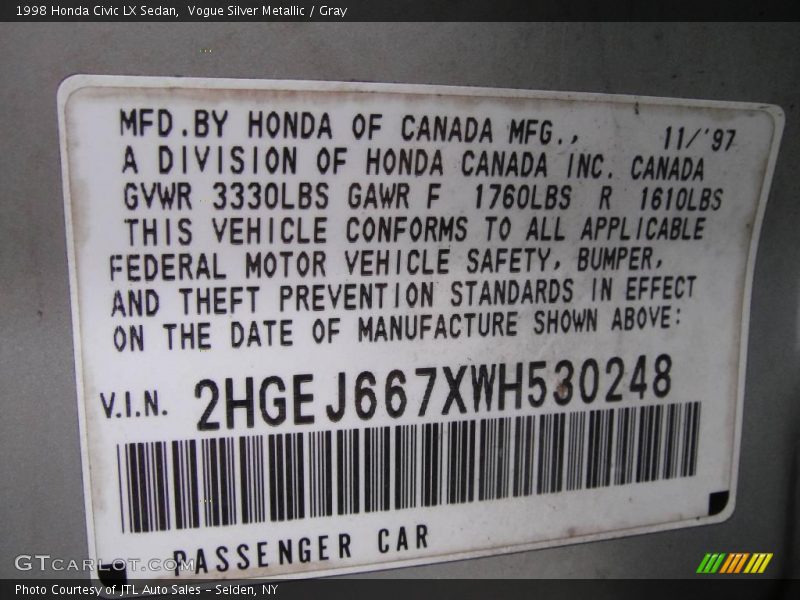 1998 Honda Civic LX Sedan,  Vogue Silver Metallic / Gray
MFD.BY HONDA OF CANADA MFG., 11/'97
A DIVISION OF HONDA CANADA INC. CANADA
GVWR 3330LBS GAWR F 1760LBS R 1610LBS
THIS VEHICLE CONFORMS TO ALL APPLICABLE
FEDERAL MOTOR VEHICLE SAFETY, BUMPER,
AND THEFT PREVENTION STANDARDS IN EFFECT
ON THE DATE OF MANUFACTURE SHOWN ABOVE:
V.I.N. 2HGEJ667XWH530248
PASSENGER CAR
GTCARLOT.COM
Photo Courtesy of JTL Auto Sales - Selden, NY